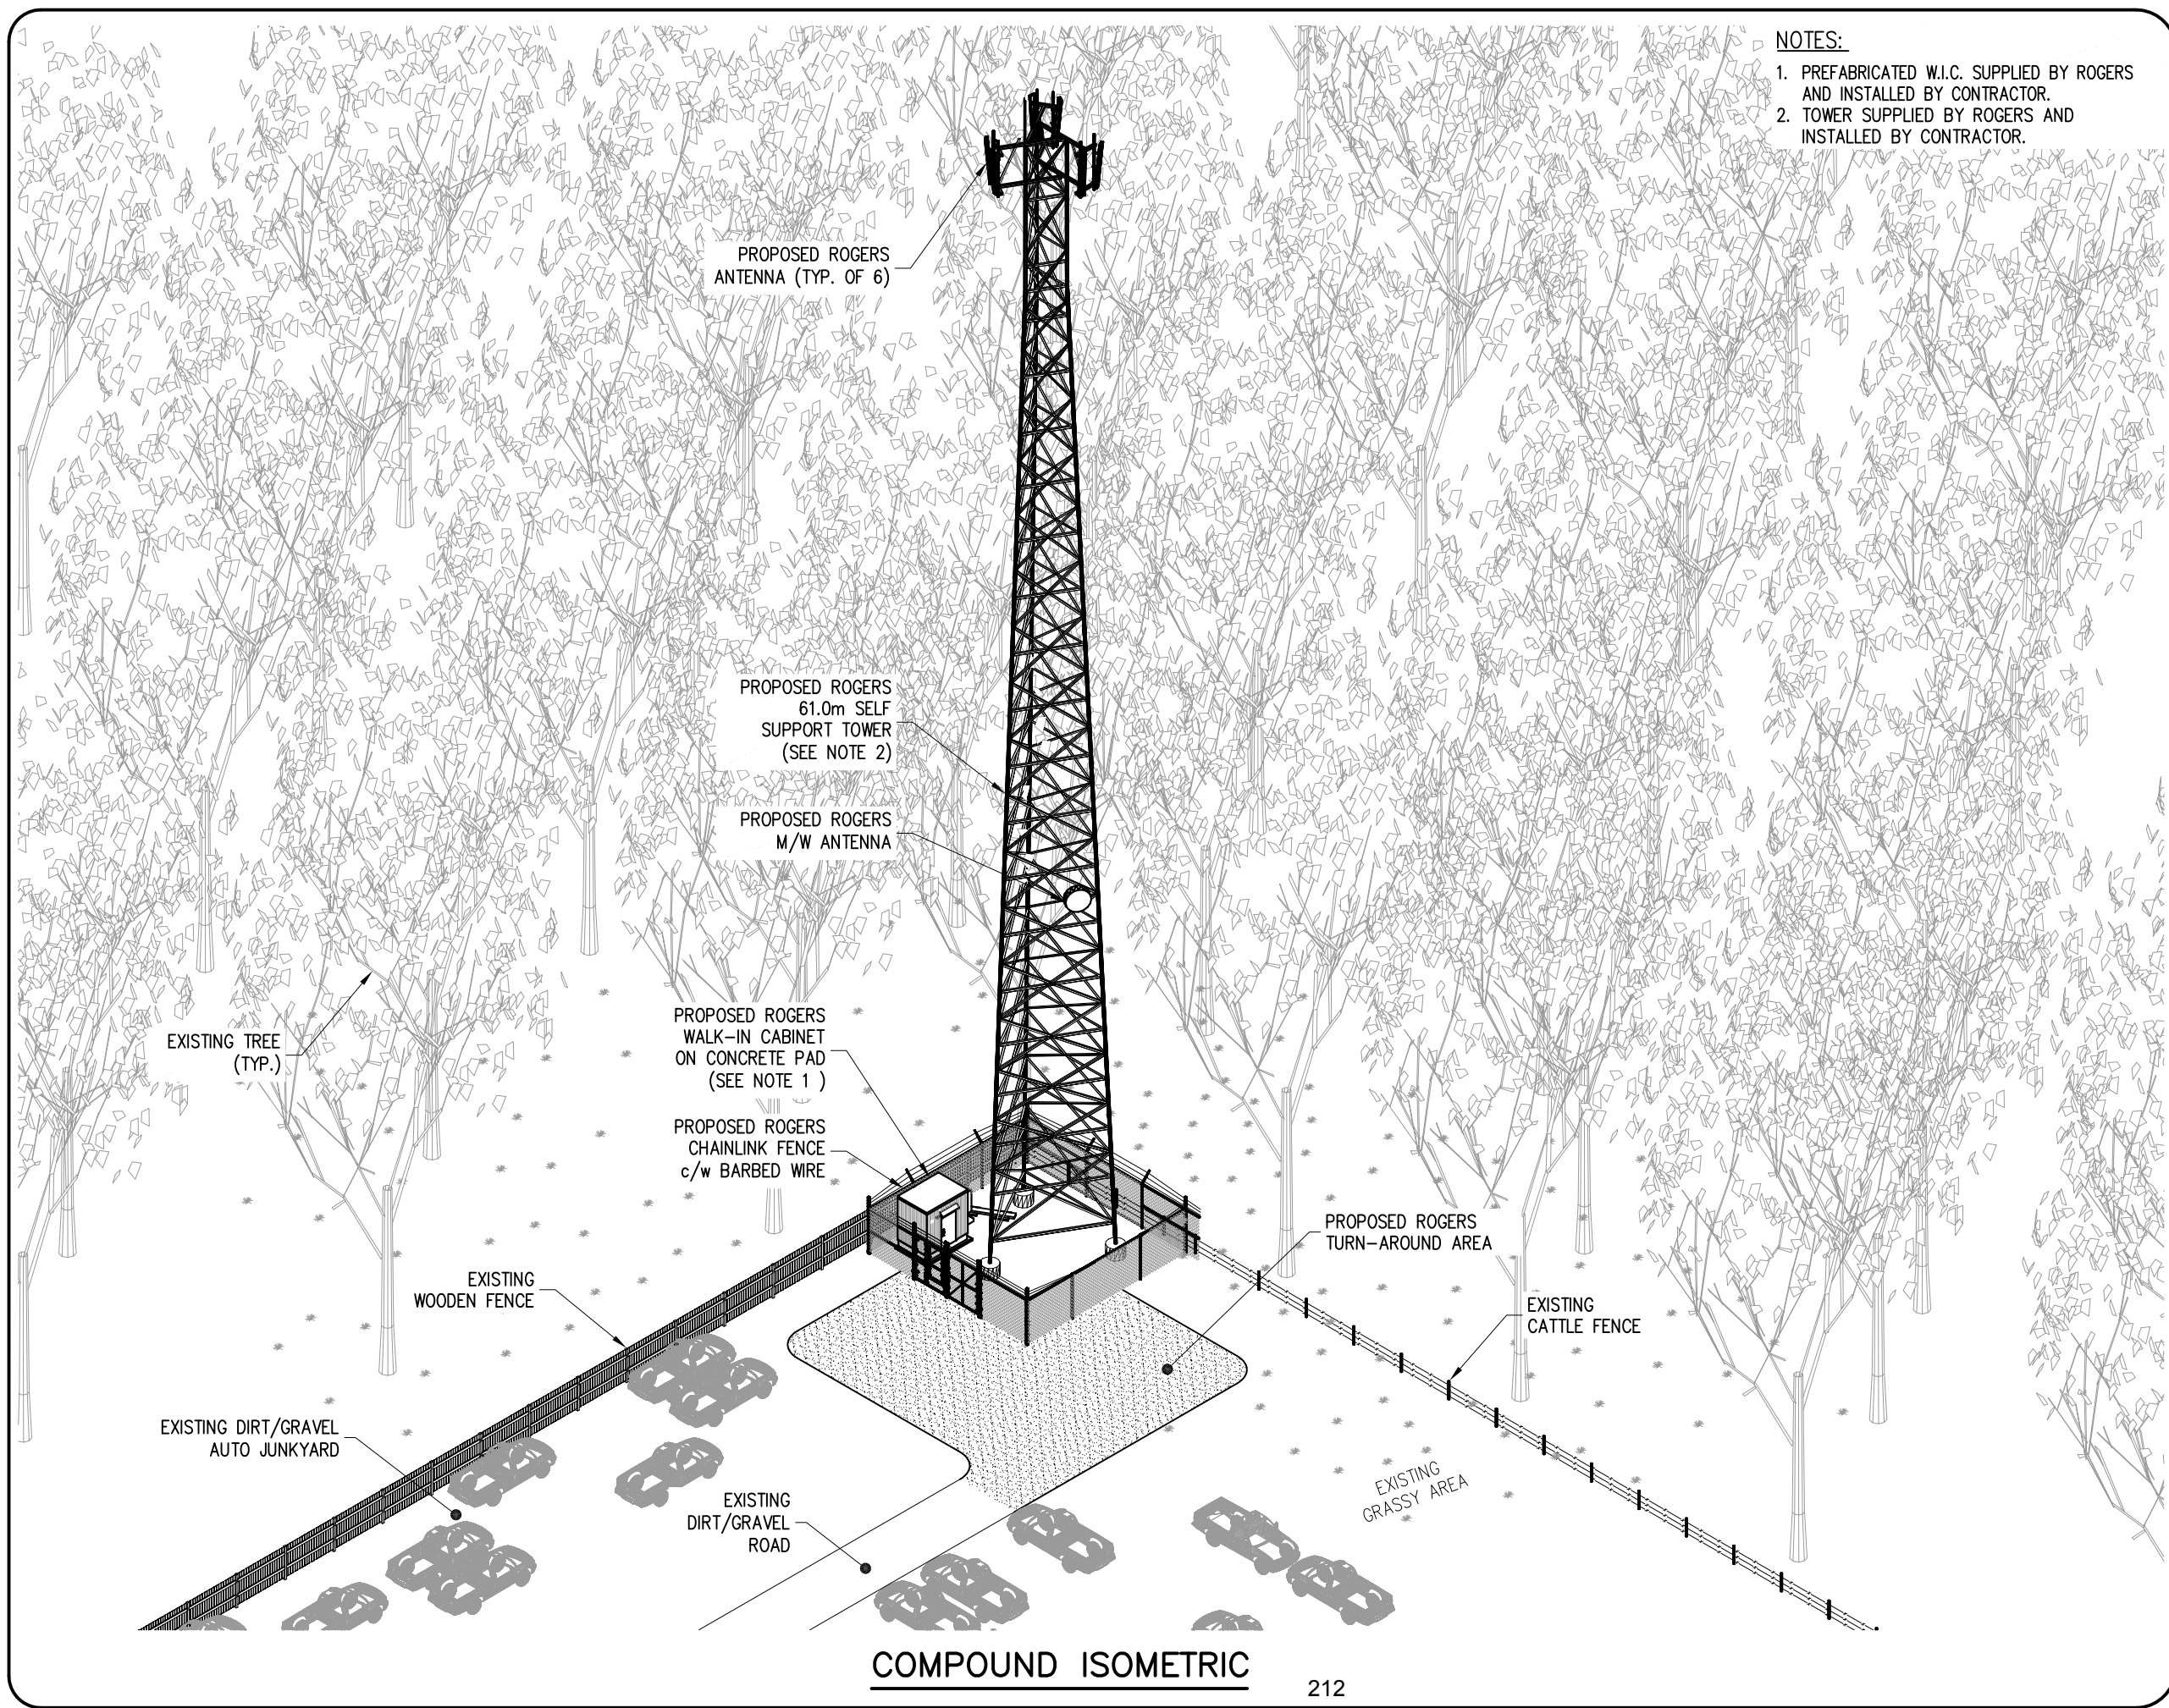 NOTES:
1. PREFABRICATED W.I.C. SUPPLIED BY ROGERS
AND INSTALLED BY CONTRACTOR.
2. TOWER SUPPLIED BY ROGERS AND
INSTALLED BY CONTRACTOR.
PROPOSED ROGERS
ANTENNA (TYP. OF 6)
PROPOSED ROGERS
61.0m SELF
SUPPORT TOWER
(SEE NOTE 2)
PROPOSED ROGERS
M/W ANTENNA
PROPOSED ROGERS
WALK-IN CABINET
ON CONCRETE PAD
(SEE NOTE 1 )
EXISTING TREE
(TYP.)
PROPOSED ROGERS
CHAINLINK FENCE
c/w BARBED WIRE
PROPOSED ROGERS
TURN-AROUND AREA
EXISTING
WOODEN FENCE
EXISTING
CATTLE FENCE
EXISTING DIRT/GRAVEL
AUTO JUNKYARD
EXISTING
GRASSY AREA
EXISTING
DIRT/GRAVEL
ROAD
COMPOUND ISOMETRIC
212